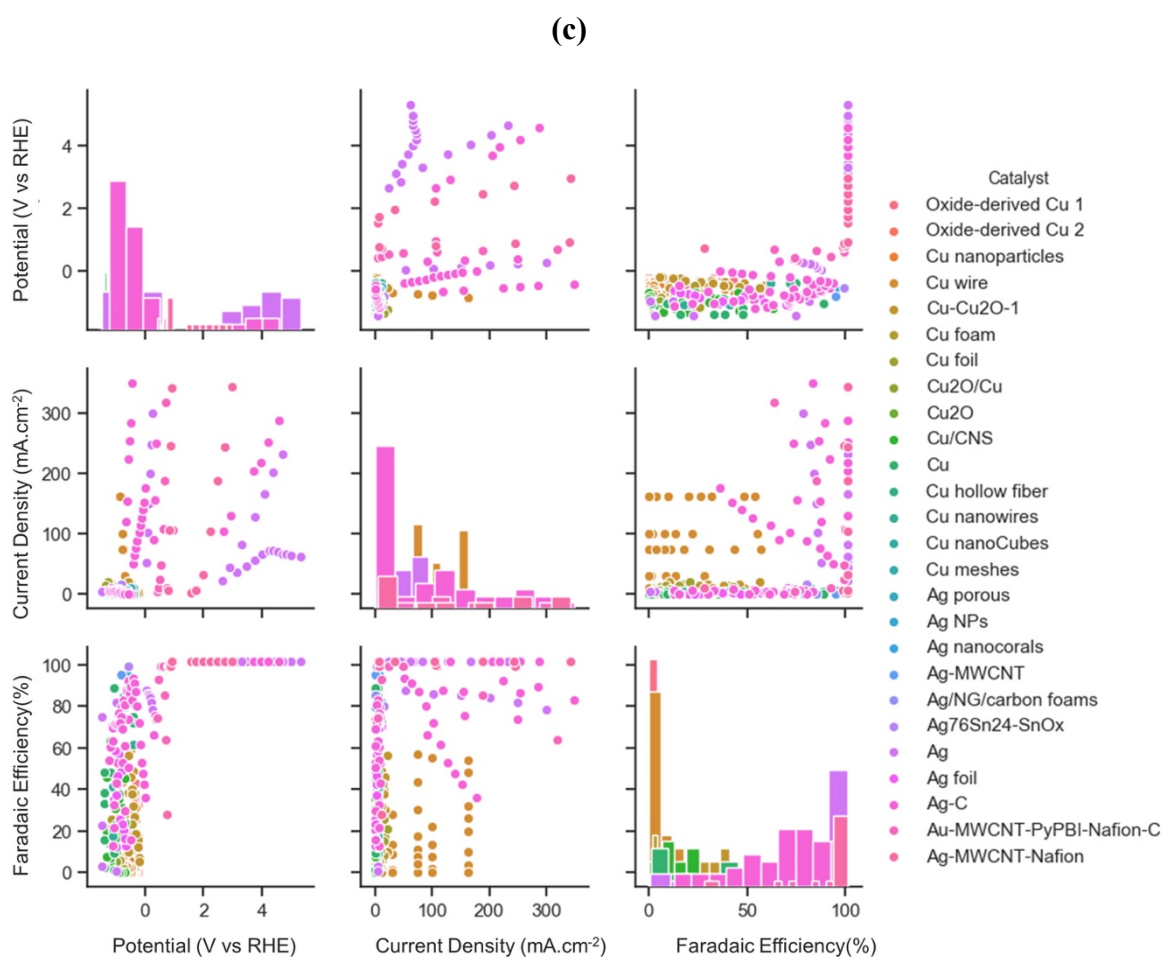 (c)
Potential (V vs RHE)
4
2
0
Current Density (mA.cm-2)
300
200
100
0
Faradaic Efficiency(%)
100
80
60
40
20
0
0 2 4
Potential (V vs RHE)
0 100 200 300
Current Density (mA.cm-2)
0 50 100
Faradaic Efficiency(%)
Catalyst
Oxide-derived Cu 1
Oxide-derived Cu 2
Cu nanoparticles
Cu wire
Cu-Cu2O-1
Cu foam
Cu foil
Cu2O/Cu
Cu2O
Cu/CNS
Cu
Cu hollow fiber
Cu nanowires
Cu nanoCubes
Cu meshes
Ag porous
Ag NPs
Ag nanocorals
Ag-MWCNT
Ag/NG/carbon foams
Ag76Sn24-SnOx
Ag
Ag foil
Ag-C
Au-MWCNT-PyPBI-Nafion-C
Ag-MWCNT-Nafion